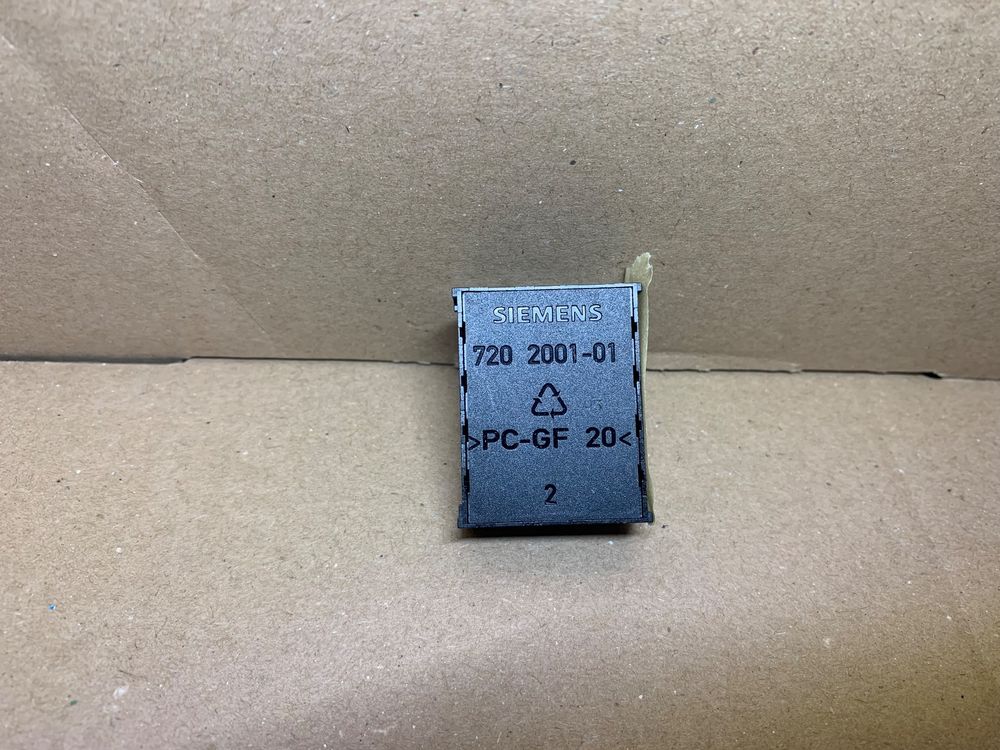 SIEMENS
720 2001-01
>PC-GF 20<
2